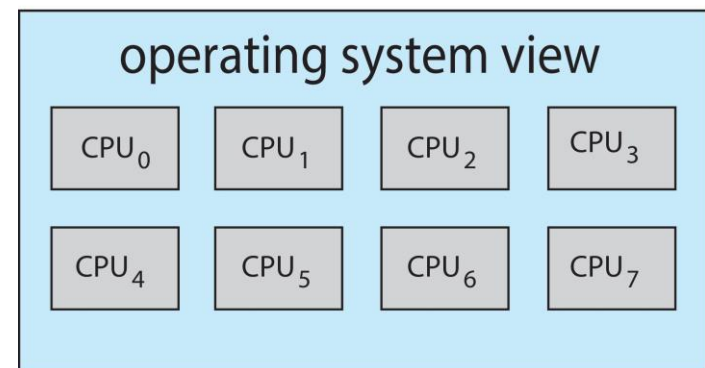 operating system view
CPU0 CPU1 CPU2 CPU3
CPU4 CPU5 CPU6 CPU7